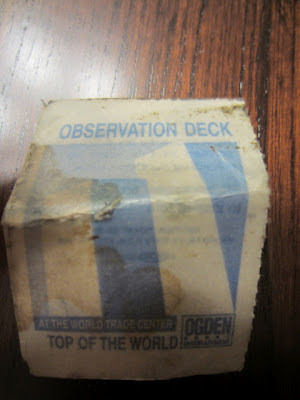 OBSERVATION DECK
AT THE WORLD TRADE CENTER
TOP OF THE WORLD
OGDEN